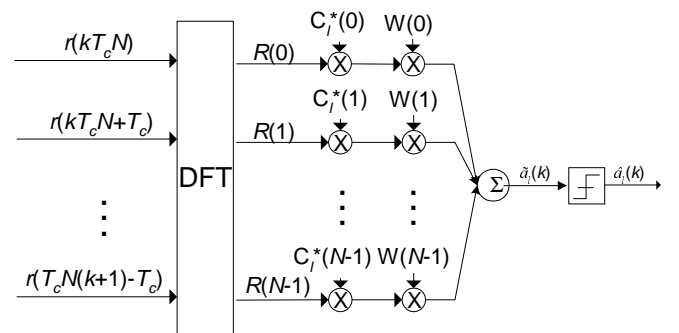 C_l*(0) W(0)
r(kT_cN) R(0) X X
C_l*(1) W(1)
r(kT_cN+T_c) R(1) X X
DFT
Σ ã_l(k) â_l(k)
C_l*(N-1) W(N-1)
r(T_cN(k+1)-T_c) R(N-1) X X